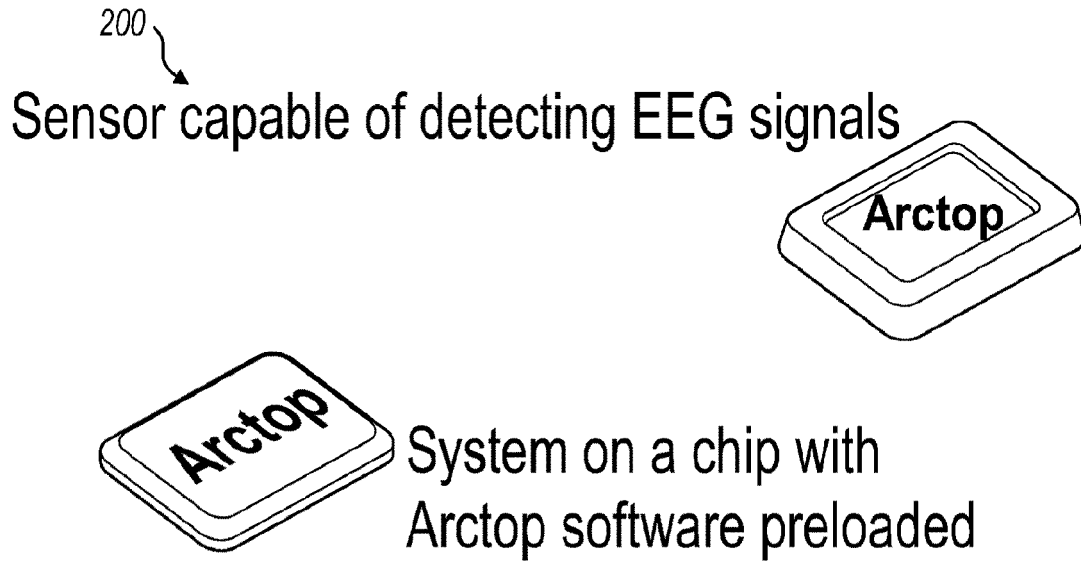 200
Sensor capable of detecting EEG signals
Arctop
Arctop
System on a chip with
Arctop software preloaded